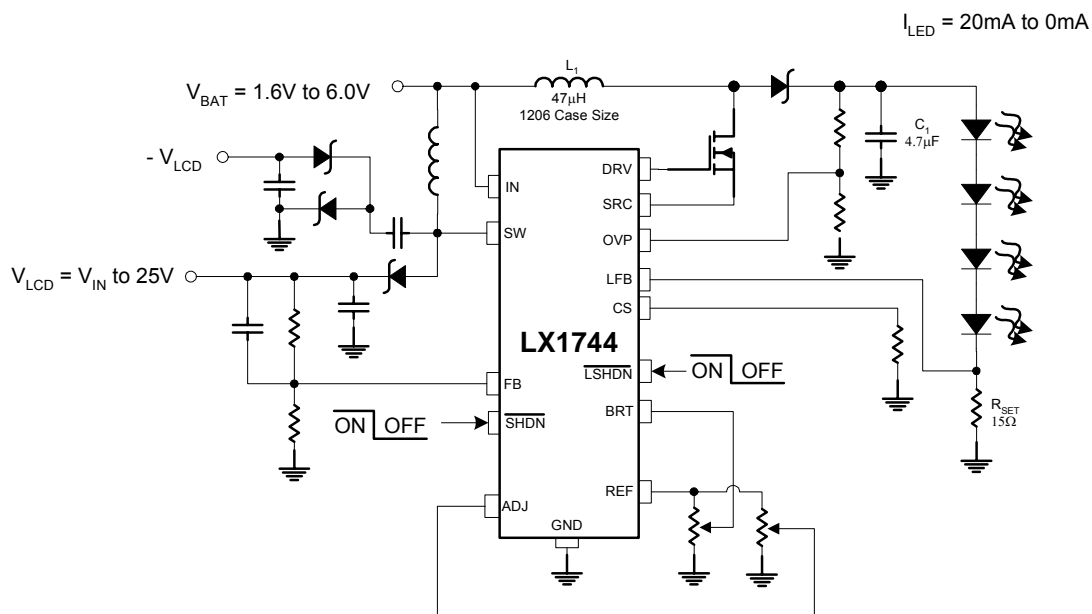 I_LED = 20mA to 0mA
L₁
47µH
1206 Case Size
V_BAT = 1.6V to 6.0V
- V_LCD
V_LCD = V_IN to 25V
C₁
4.7µF
DRV
IN
SRC
SW
OVP
LFB
CS
LX1744
LSHDN
ON OFF
FB
BRT
R_SET
15Ω
ON OFF
SHDN
REF
ADJ
GND